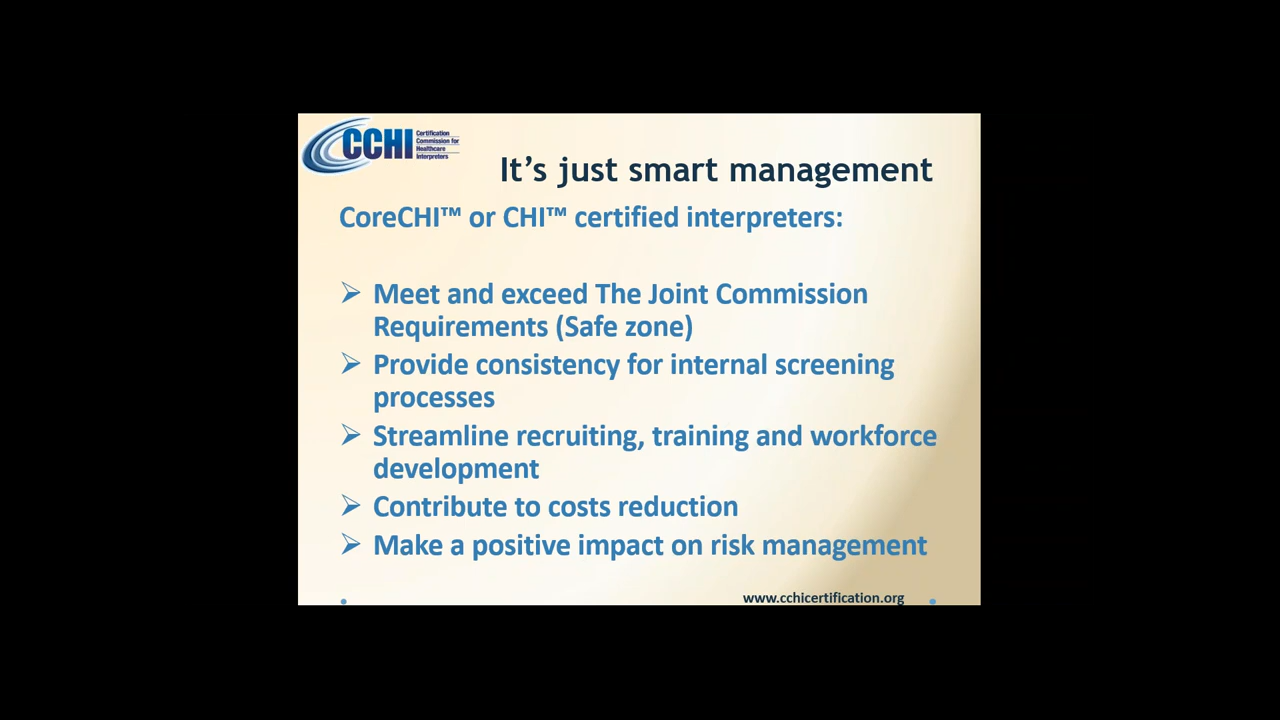 CCHI
Certification
Commission for
Healthcare
Interpreters
It's just smart management
CoreCHI™ or CHI™ certified interpreters:
Meet and exceed The Joint Commission
Requirements (Safe zone)
Provide consistency for internal screening
processes
Streamline recruiting, training and workforce
development
Contribute to costs reduction
Make a positive impact on risk management
www.cchicertification.org